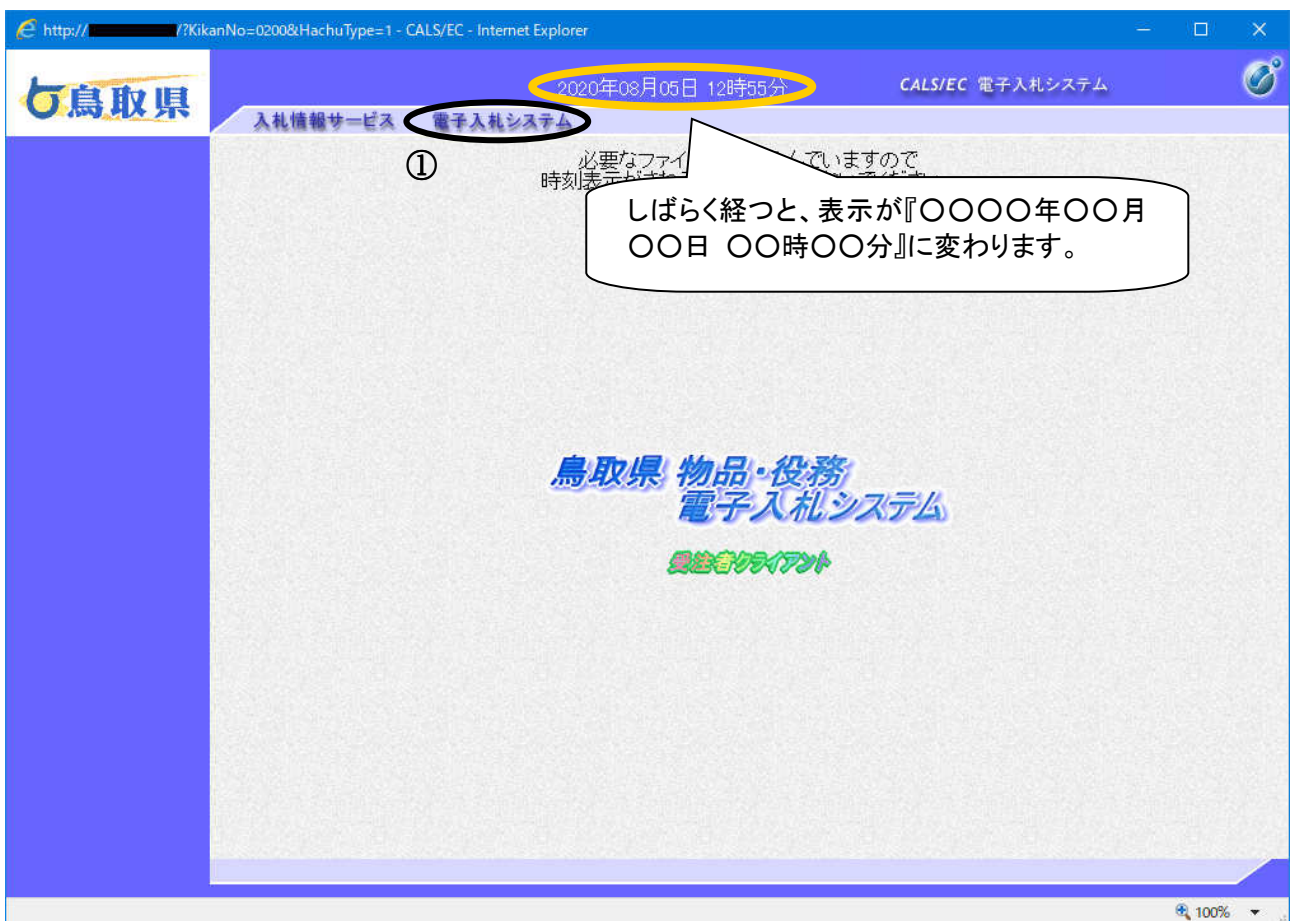 http:// /?KikanNo=0200&HachuType=1 - CALS/EC - Internet Explorer
鳥取県
2020年08月05日 12時55分
CALS/EC 電子入札システム
入札情報サービス 電子入札システム
①
必要なファイ でいますので
時刻表示がされ
しばらく経つと、表示が『〇〇〇〇年〇〇月
〇〇日 〇〇時〇〇分』に変わります。
鳥取県 物品・役務
電子入札システム
受注者クライアント
100%